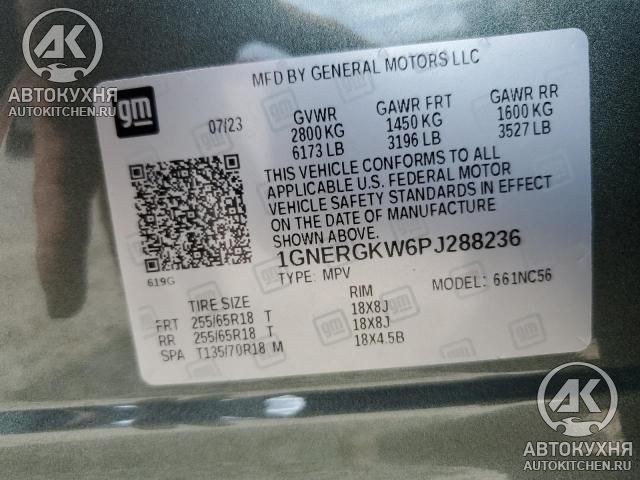 AK
АВТОКУХНЯ
AUTOKITCHEN.RU
gm
MFD BY GENERAL MOTORS LLC
07/23
GVWR GAWR FRT GAWR RR
2800 KG 1450 KG 1600 KG
6173 LB 3196 LB 3527 LB
THIS VEHICLE CONFORMS TO ALL
APPLICABLE U.S. FEDERAL MOTOR
VEHICLE SAFETY STANDARDS IN EFFECT
ON THE DATE OF MANUFACTURE
SHOWN ABOVE.
1GNERGKW6PJ288236
619G
TYPE: MPV MODEL: 661NC56
TIRE SIZE RIM
FRT 255/65R18 T 18X8J
RR 255/65R18 T 18X8J
SPA T135/70R18 M 18X4.5B
AK
АВТОКУХНЯ
AUTOKITCHEN.RU